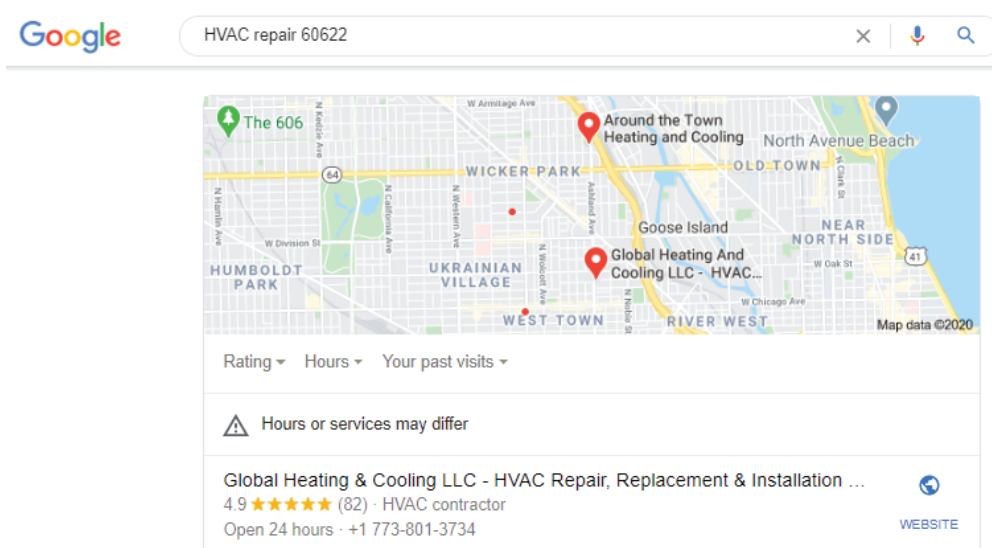 Google
HVAC repair 60622
W Armitage Ave
The 606
N Kedzie Ave
Around the Town
Heating and Cooling
North Avenue Beach
64
WICKER PARK
OLD TOWN
N Clark St
N Hamlin Ave
N California Ave
N Western Ave
Ashland Ave
Goose Island
NEAR
NORTH SIDE
W Division St
41
HUMBOLDT
PARK
UKRAINIAN
VILLAGE
N Wolcott Ave
Global Heating And
Cooling LLC - HVAC...
W Oak St
N Noble St
W Chicago Ave
WEST TOWN
RIVER WEST
Map data ©2020
Rating
Hours
Your past visits
Hours or services may differ
Global Heating & Cooling LLC - HVAC Repair, Replacement & Installation ...
4.9 ★★★★★ (82) · HVAC contractor
Open 24 hours · +1 773-801-3734
WEBSITE